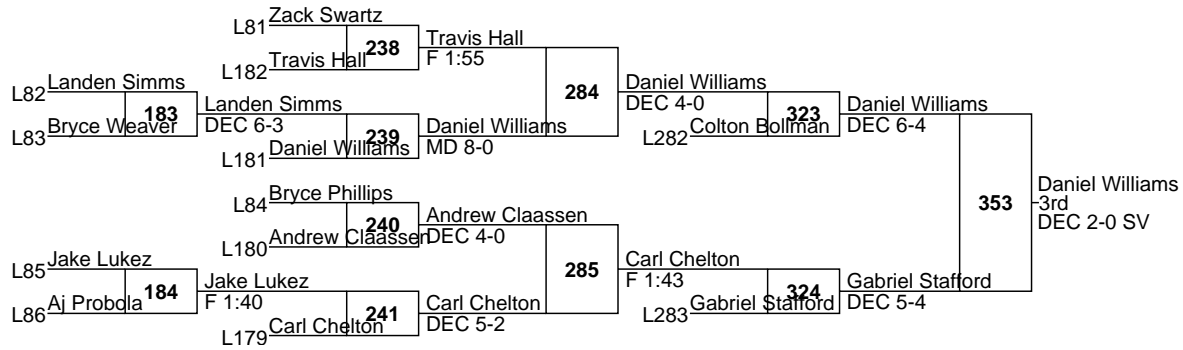 L81 Zack Swartz
238
Travis Hall
F 1:55
L182 Travis Hall
L82 Landen Simms
183
Landen Simms
DEC 6-3
L83 Bryce Weaver
239
Daniel Williams
MD 8-0
L181 Daniel Williams
284
Daniel Williams
DEC 4-0
323
Daniel Williams
DEC 6-4
L282 Colton Bollman
L84 Bryce Phillips
240
Andrew Claassen
DEC 4-0
L180 Andrew Claassen
L85 Jake Lukez
184
Jake Lukez
F 1:40
L86 Aj Probola
241
Carl Chelton
DEC 5-2
L179 Carl Chelton
285
Carl Chelton
F 1:43
324
Gabriel Stafford
DEC 5-4
L283 Gabriel Stafford
353
Daniel Williams
3rd
DEC 2-0 SV